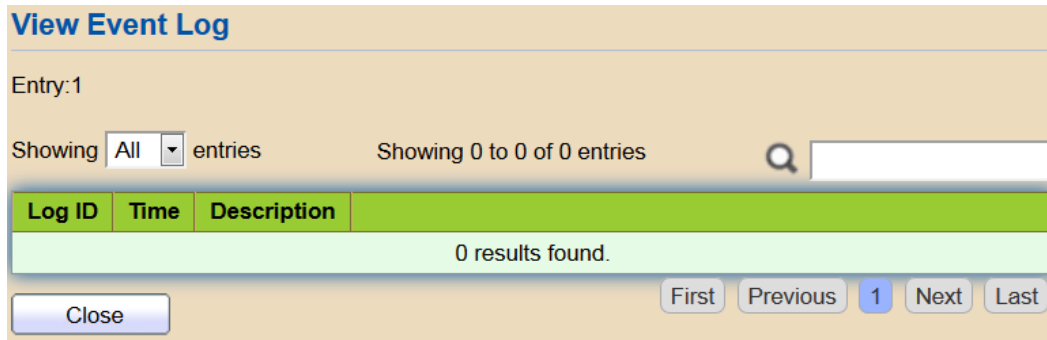 View Event Log
Entry:1
Showing All entries Showing 0 to 0 of 0 entries
Log ID Time Description
0 results found.
First Previous 1 Next Last
Close